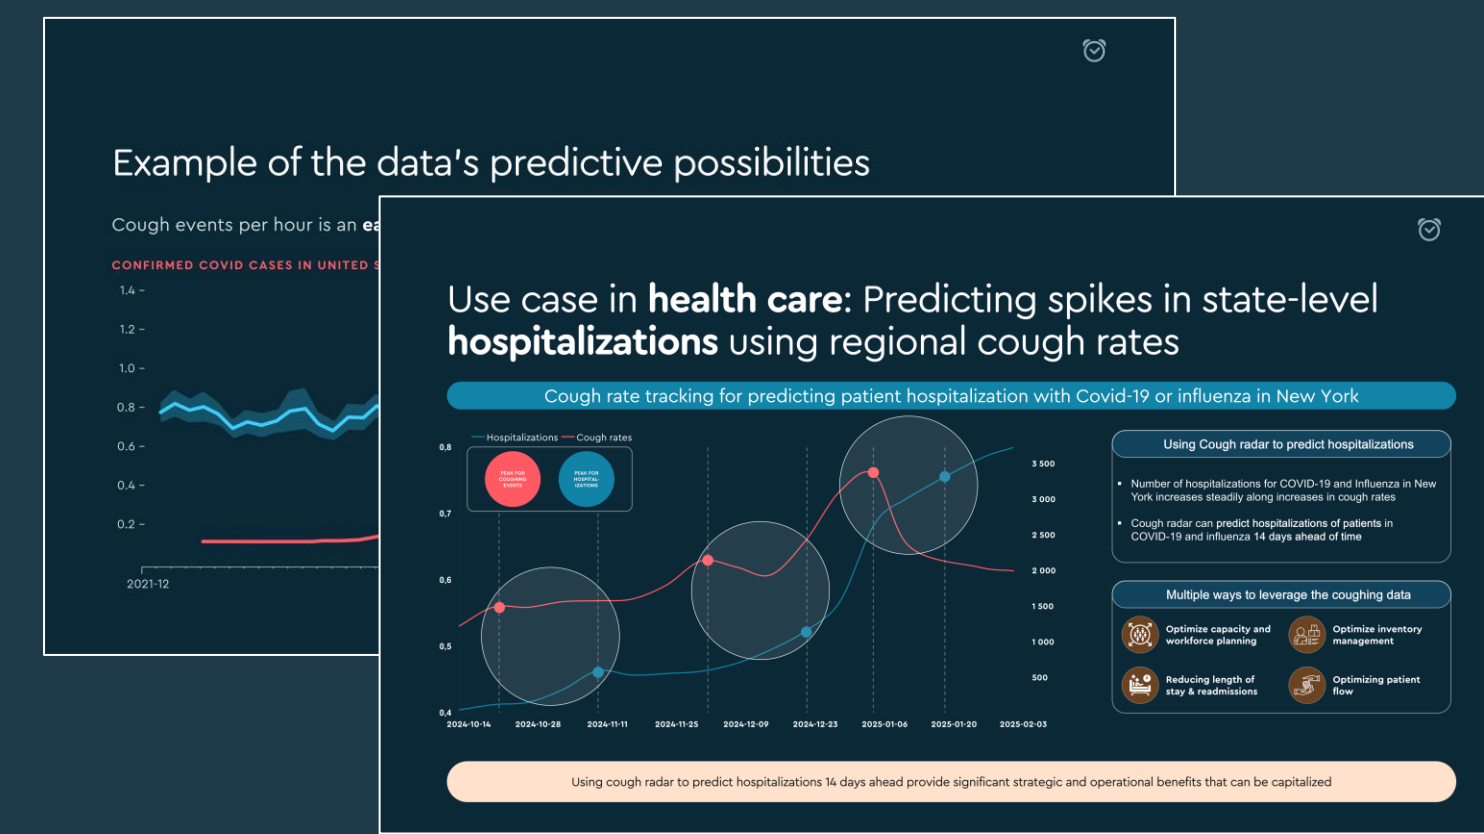 Example of the data's predictive possibilities
Cough events per hour is an
CONFIRMED COVID CASES IN UNITED
1.4
1.2
1.0
0.8
0.6
0.4
0.2
2021-12
Use case in health care: Predicting spikes in state-level
hospitalizations using regional cough rates
Cough rate tracking for predicting patient hospitalization with Covid-19 or influenza in New York
Hospitalizations
Cough rates
PEAK FOR
COUGHING
EVENTS
PEAK FOR
HOSPITAL-
IZATIONS
0,8
0,7
0,6
0,5
0,4
3 500
3 000
2 500
2 000
1 500
1 000
500
2024-10-14
2024-10-28
2024-11-11
2024-11-25
2024-12-09
2024-12-23
2025-01-06
2025-01-20
2025-02-03
Using Cough radar to predict hospitalizations
Number of hospitalizations for COVID-19 and Influenza in New
York increases steadily along increases in cough rates
Cough radar can predict hospitalizations of patients in
COVID-19 and influenza 14 days ahead of time
Multiple ways to leverage the coughing data
Optimize capacity and
workforce planning
Optimize inventory
management
Reducing length of
stay & readmissions
Optimizing patient
flow
Using cough radar to predict hospitalizations 14 days ahead provide significant strategic and operational benefits that can be capitalized